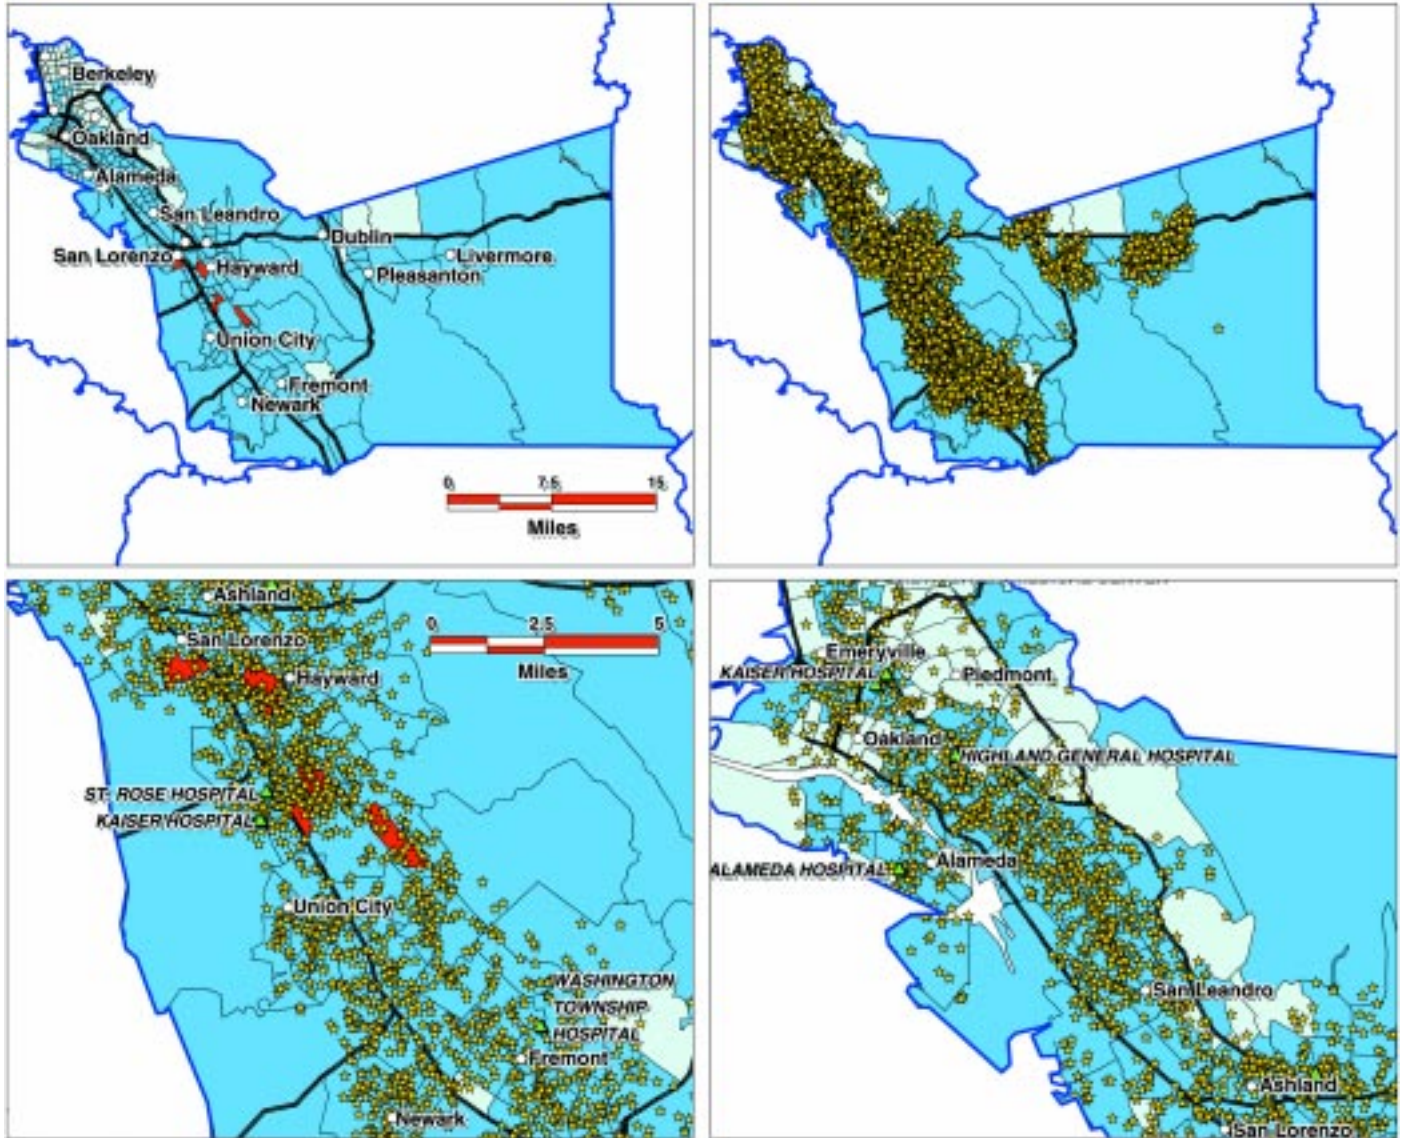 Berkeley
Oakland
Alameda
San Leandro
San Lorenzo
Dublin
Livermore
Hayward
Pleasanton
Union City
Fremont
Newark
0 7.5 15
Miles
Ashland
San Lorenzo
0 2.5 5
Miles
Hayward
ST. ROSE HOSPITAL
KAISER HOSPITAL
Union City
WASHINGTON
TOWNSHIP
HOSPITAL
Fremont
Newark
Emeryville
KAISER HOSPITAL
Piedmont
Oakland
HIGHLAND GENERAL HOSPITAL
Alameda
ALAMEDA HOSPITAL
San Leandro
Ashland
San Lorenzo